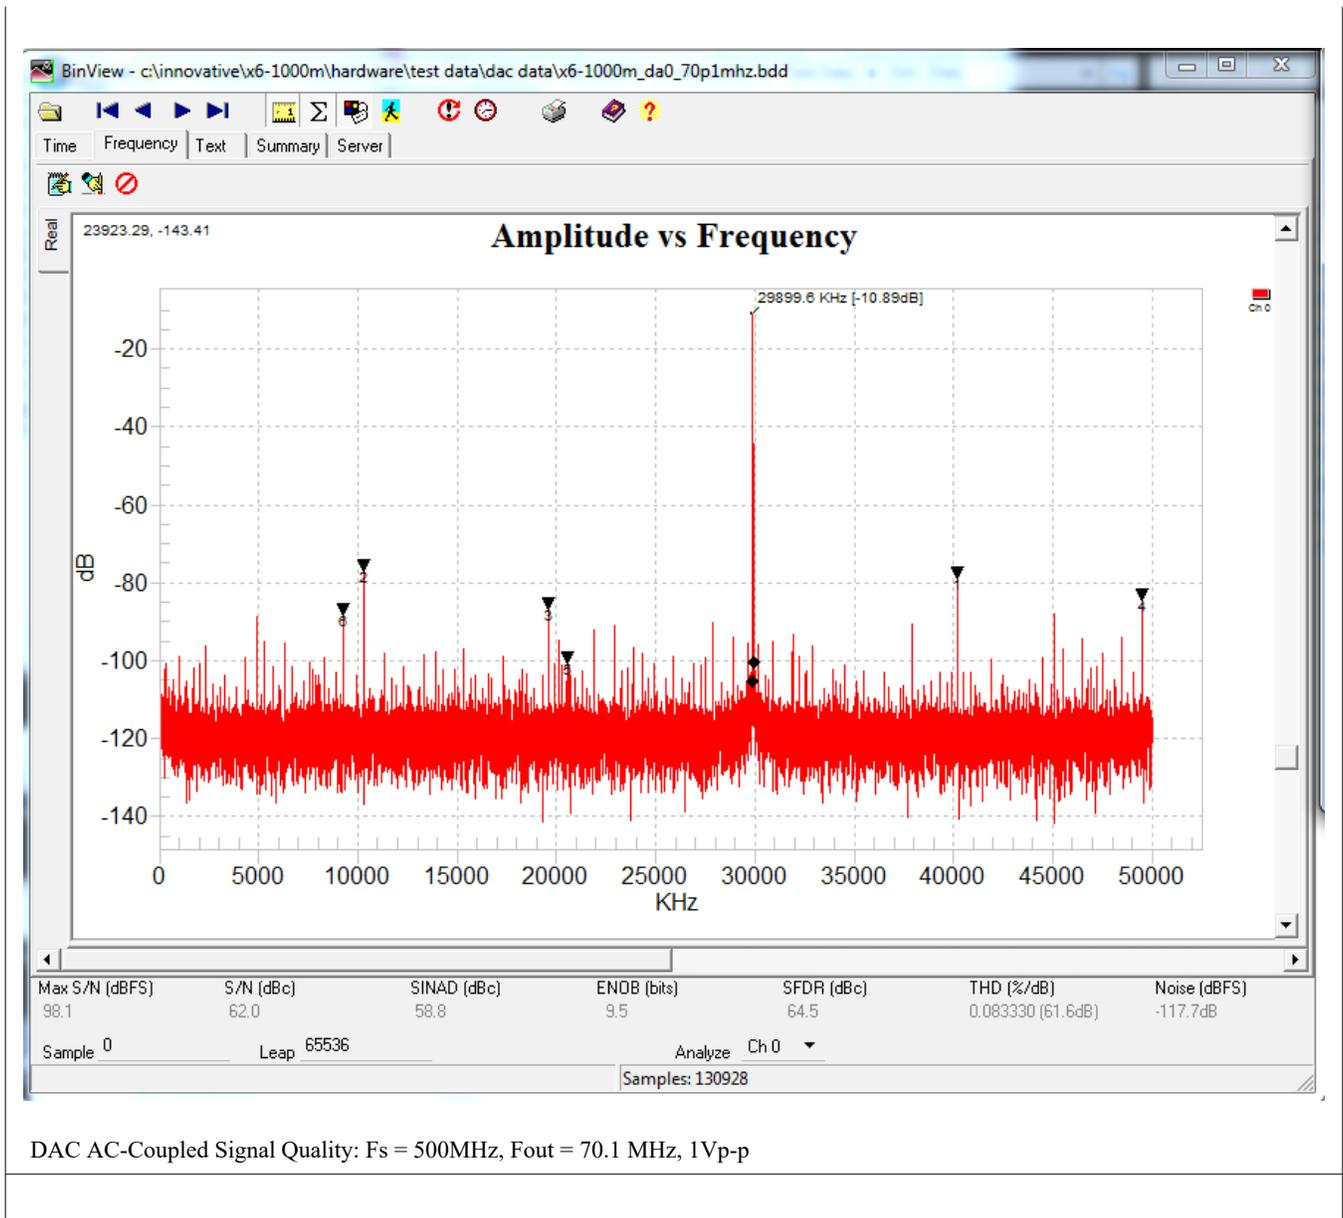 BinView - c:\innovative\x6-1000m\hardware\test data\dac data\x6-1000m_da0_70p1mhz.bdd
Time Frequency Text Summary Server
Real
23923.29, -143.41
Amplitude vs Frequency
29899.6 KHz [-10.89dB]
Ch 0
-20
-40
-60
dB
-80
2
3
4
6
5
-100
-120
-140
0 5000 10000 15000 20000 25000 30000 35000 40000 45000 50000
KHz
Max S/N (dBFS) S/N (dBc) SINAD (dBc) ENOB (bits) SFDR (dBc) THD (%/dB) Noise (dBFS)
98.1 62.0 58.8 9.5 64.5 0.083330 (61.6dB) -117.7dB
Sample 0 Leap 65536 Analyze Ch 0
Samples: 130928
DAC AC-Coupled Signal Quality: Fs = 500MHz, Fout = 70.1 MHz, 1Vp-p